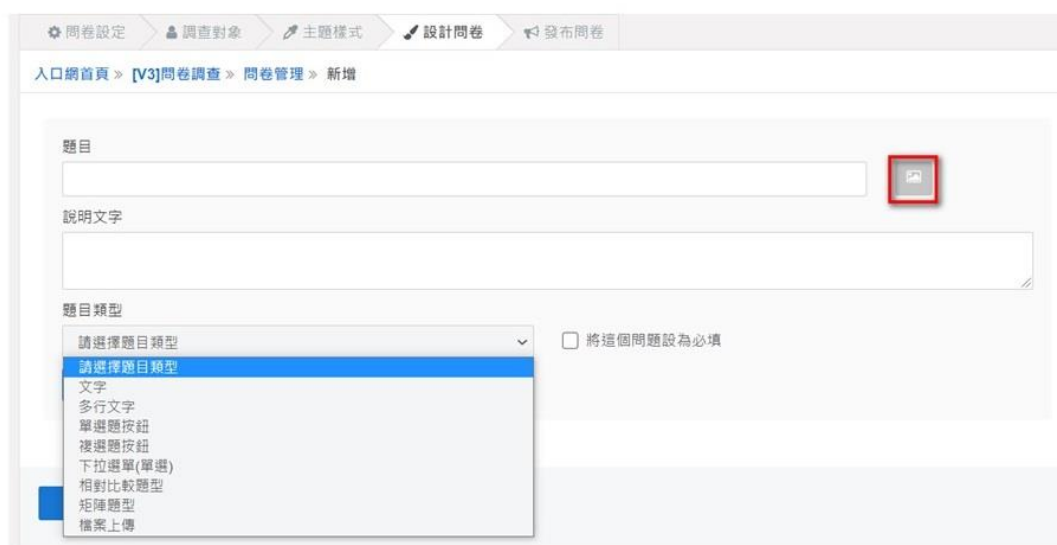 問卷設定 調查對象 主題樣式 設計問卷 發布問卷
入口網首頁 » [V3]問卷調查 » 問卷管理 » 新增
題目
說明文字
題目類型
請選擇題目類型 將這個問題設為必填
請選擇題目類型
文字
多行文字
單選題按鈕
複選題按鈕
下拉選單(單選)
相對比較題型
矩陣題型
檔案上傳